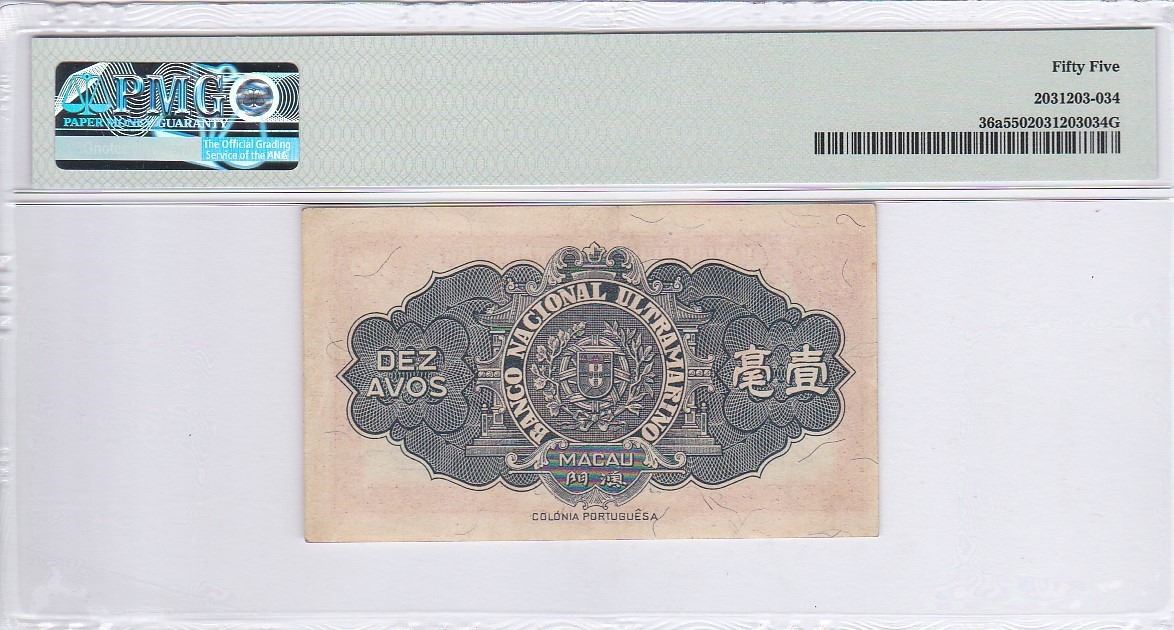 PMG
PAPER MONEY GUARANTY
The Official Grading
Service of the ANA
Fifty Five
2031203-034
36a5502031203034G
BANCO NACIONAL ULTRAMARINO
DEZ
AVOS
毫壹
MACAU
門澳
COLÓNIA PORTUGUÊSA